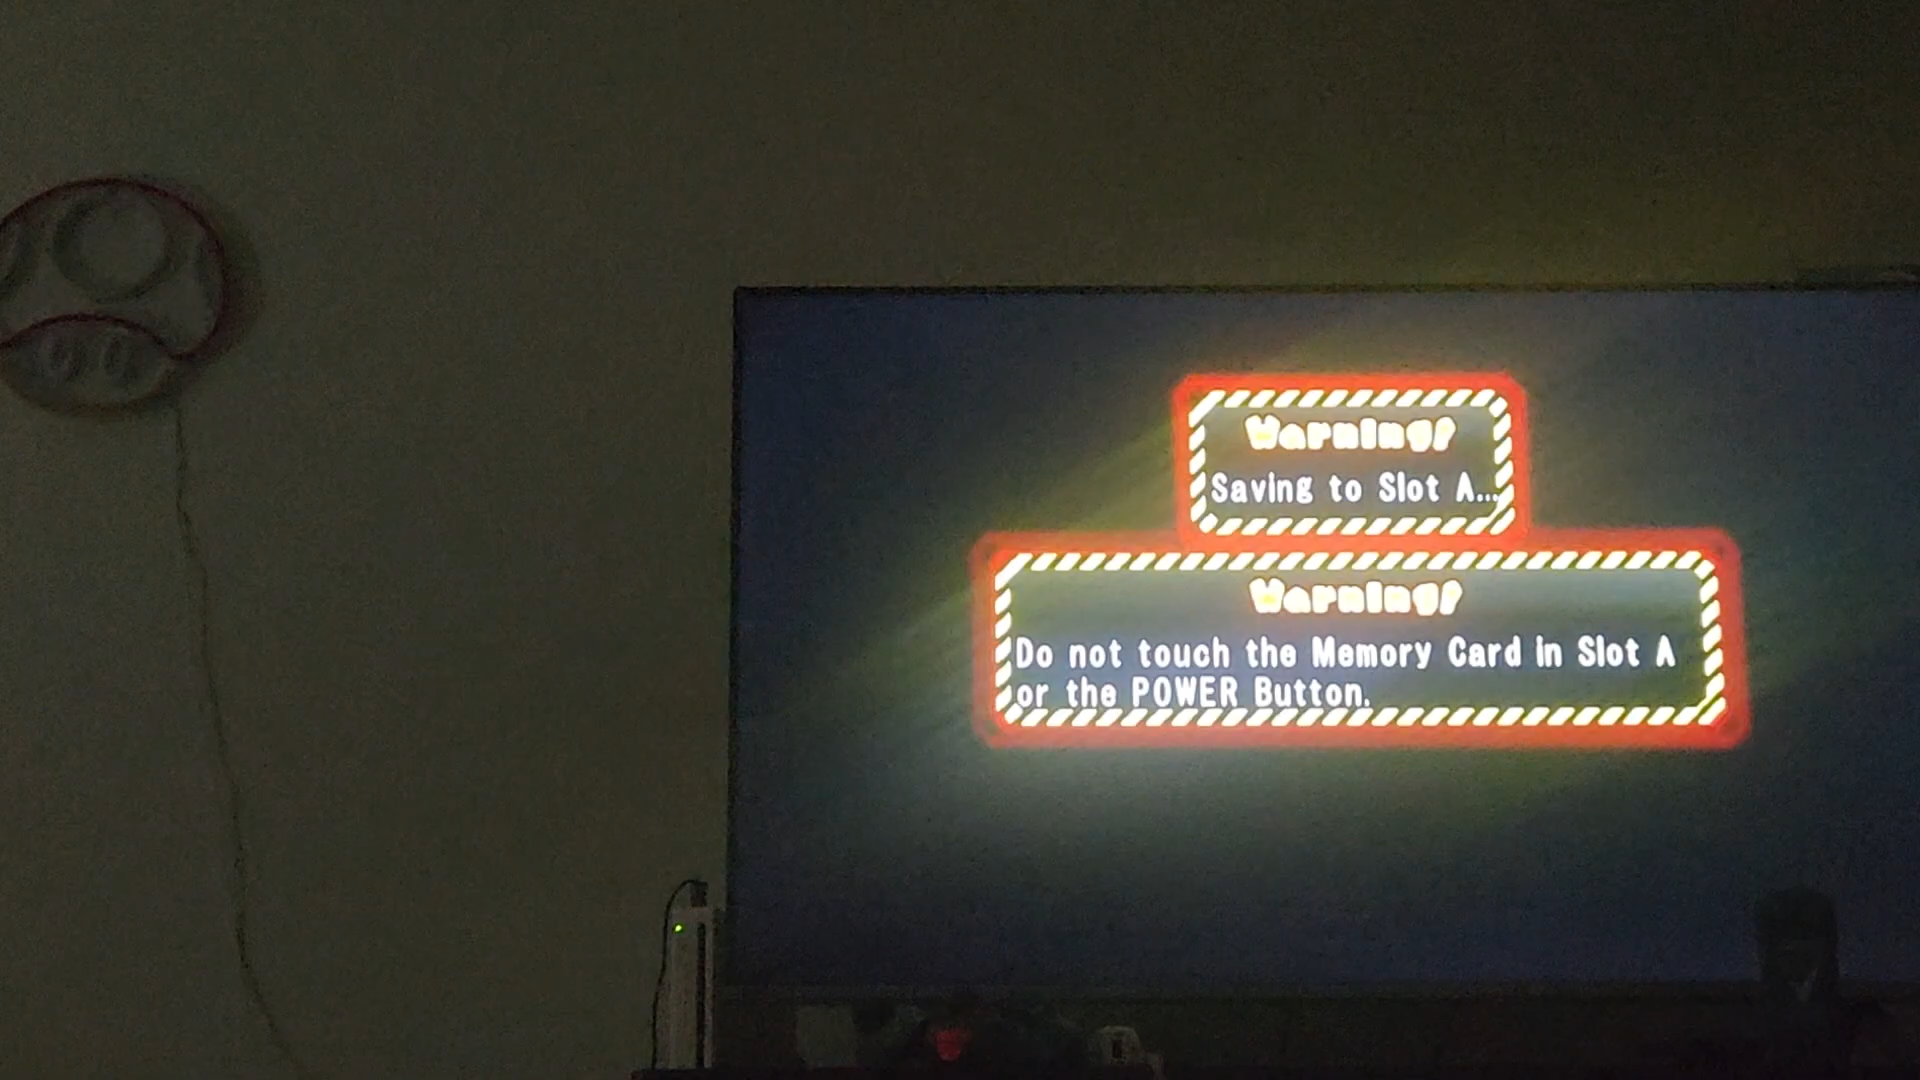 Warning!
Saving to Slot A...
Warning!
Do not touch the Memory Card in Slot A
or the POWER Button.